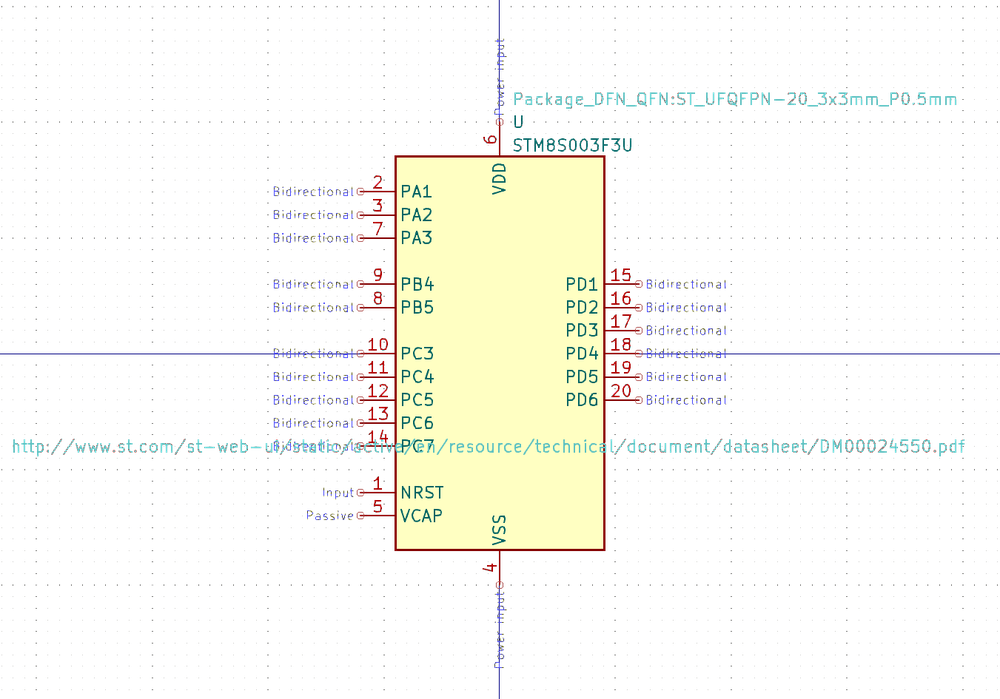 Power input
Package_DFN_QFN:ST_UFQFPN-20_3x3mm_P0.5mm
U
6
STM8S003F3U
VDD
Bidirectional 2 PA1
Bidirectional 3 PA2
Bidirectional 7 PA3
Bidirectional 9 PB4 PD1 15 Bidirectional
Bidirectional 8 PB5 PD2 16 Bidirectional
PD3 17 Bidirectional
Bidirectional 10 PC3 PD4 18 Bidirectional
Bidirectional 11 PC4 PD5 19 Bidirectional
Bidirectional 12 PC5 PD6 20 Bidirectional
Bidirectional 13 PC6
Bidirectional 14 PC7
http://www.st.com/st-web-ui/static/active/en/resource/technical/document/datasheet/DM00024550.pdf
Input 1 NRST
Passive 5 VCAP
VSS
4
Power input